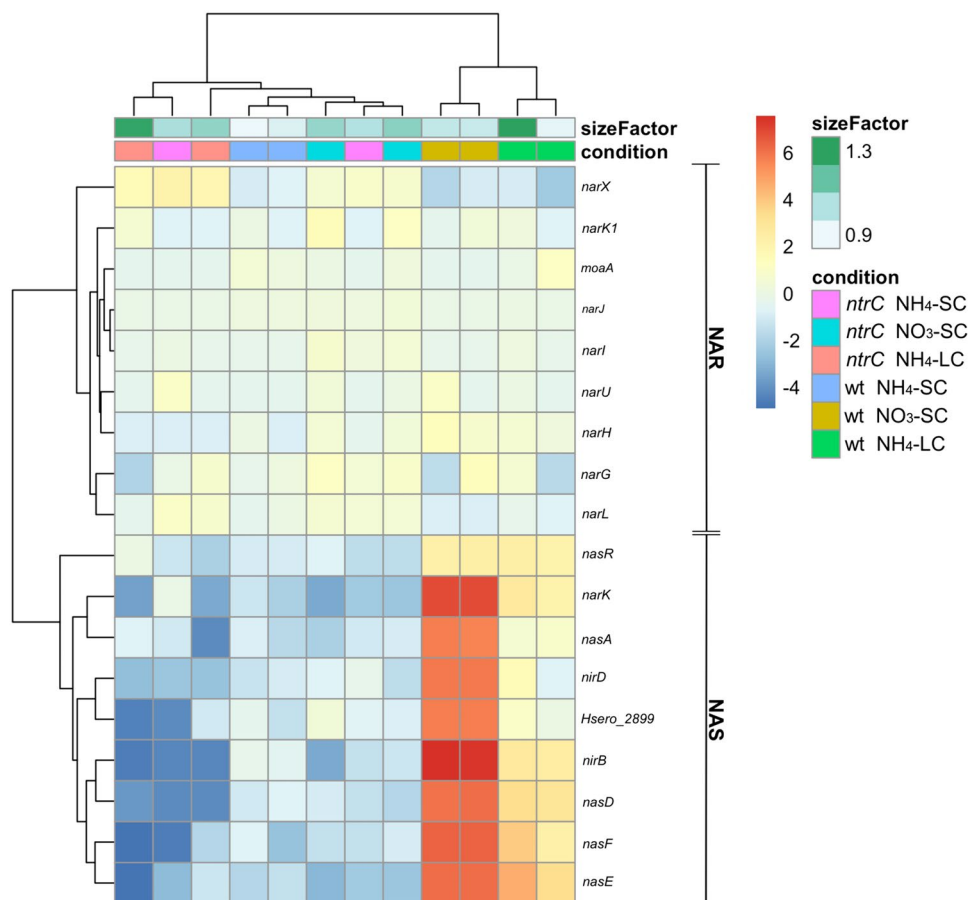 sizeFactor
condition
narX
narK1
moaA
narJ
narI
narU
narH
narG
narL
nasR
narK
nasA
nirD
Hsero_2899
nirB
nasD
nasF
nasE
NAR
NAS
6
4
2
0
-2
-4
sizeFactor
1.3
0.9
condition
ntrC NH₄-SC
ntrC NO₃-SC
ntrC NH₄-LC
wt NH₄-SC
wt NO₃-SC
wt NH₄-LC